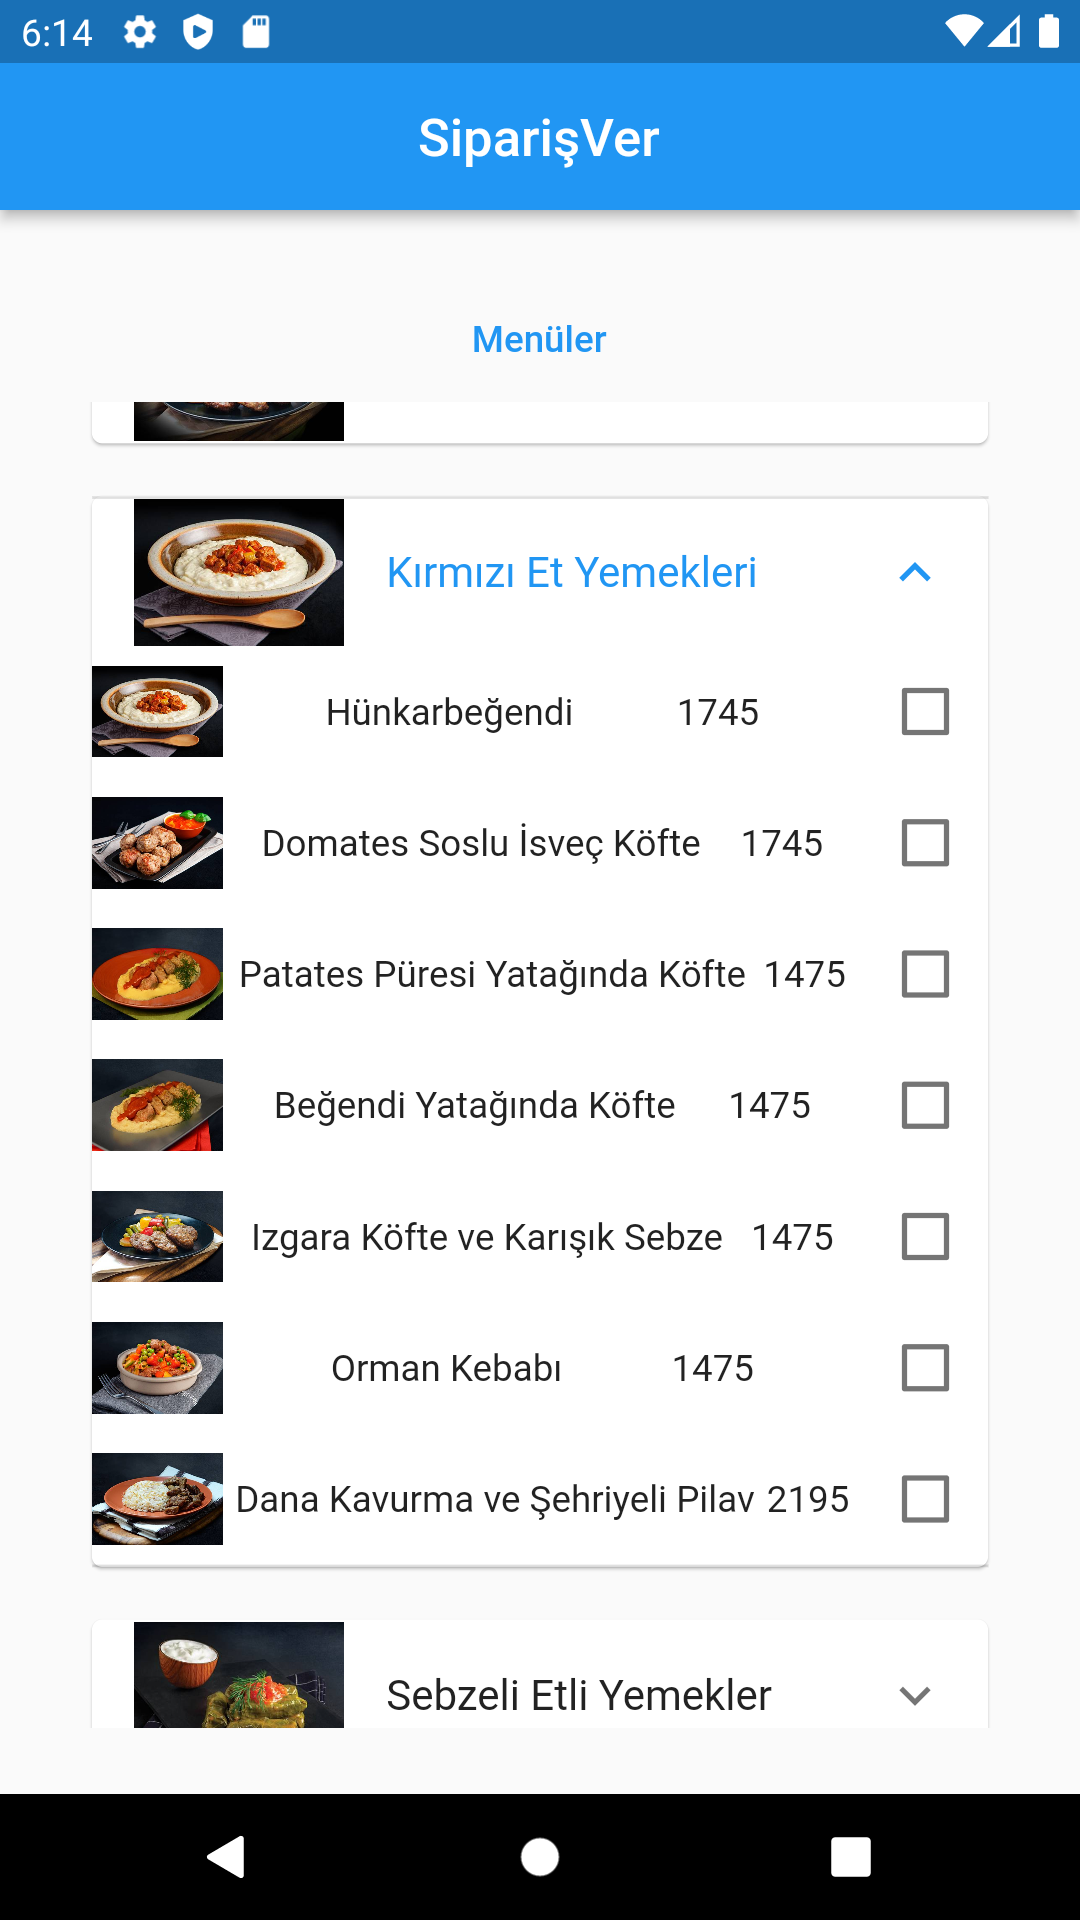 6:14
SiparişVer
Menüler
Kırmızı Et Yemekleri
Hünkarbeğendi 1745
Domates Soslu İsveç Köfte 1745
Patates Püresi Yatağında Köfte 1475
Beğendi Yatağında Köfte 1475
Izgara Köfte ve Karışık Sebze 1475
Orman Kebabı 1475
Dana Kavurma ve Şehriyeli Pilav 2195
Sebzeli Etli Yemekler